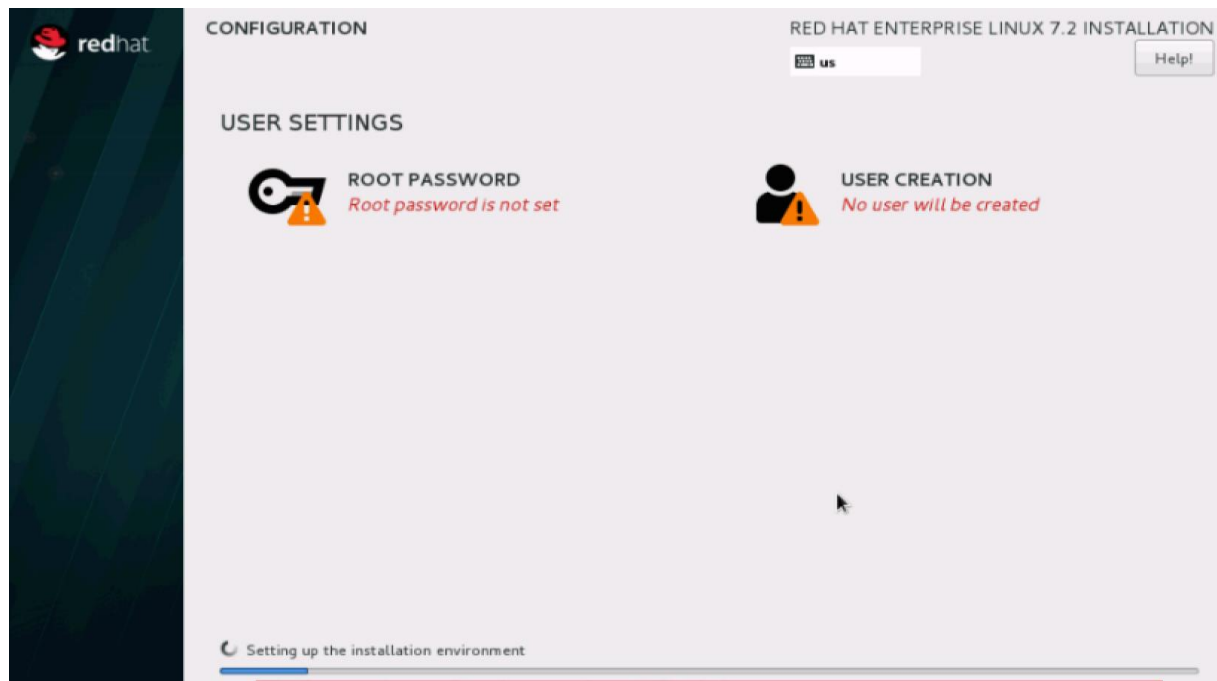 redhat
CONFIGURATION
RED HAT ENTERPRISE LINUX 7.2 INSTALLATION
us
Help!
USER SETTINGS
ROOT PASSWORD
Root password is not set
USER CREATION
No user will be created
Setting up the installation environment